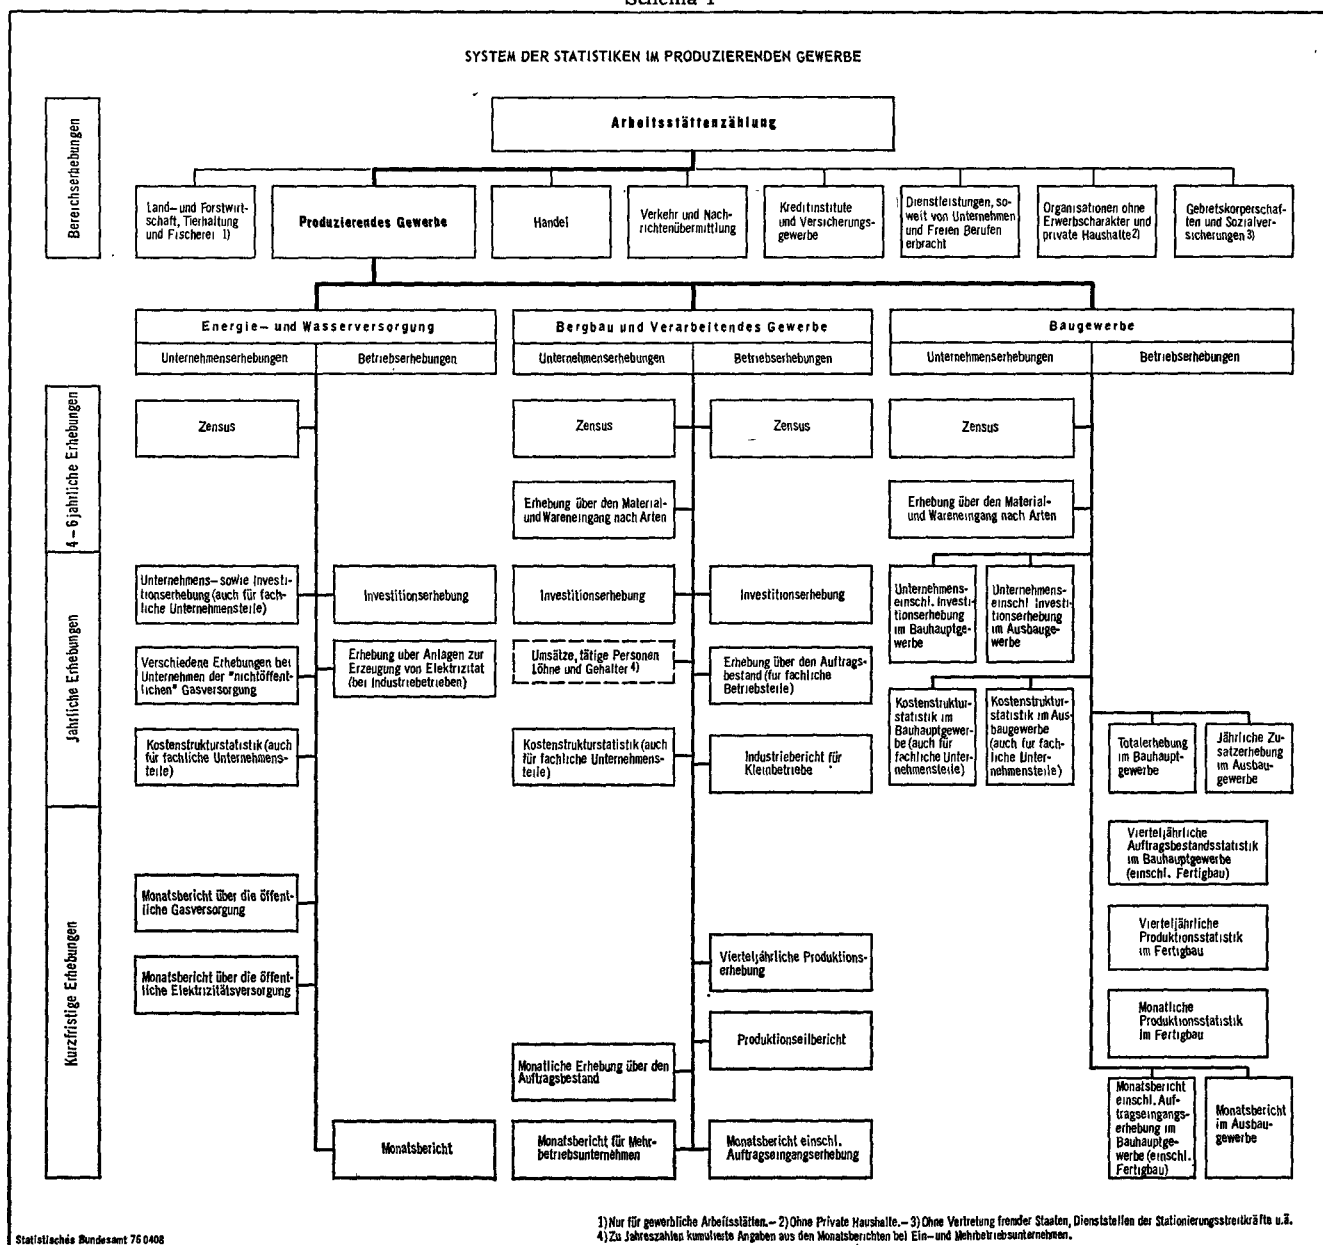 Schema 1
SYSTEM DER STATISTIKEN IM PRODUZIERENDEN GEWERBE
Bereichserhebungen
Arbeitsstättenzählung
Land- und Forstwirt-
schaft, Tierhaltung
und Fischerei 1)
Produzierendes Gewerbe
Handel
Verkehr und Nach-
richtenübermittlung
Kreditinstitute
und Versicherungs-
gewerbe
Dienstleistungen, so-
weit von Unternehmen
und Freien Berufen
erbracht
Organisationen ohne
Erwerbscharakter und
private Haushalte 2)
Gebietskorperschaf-
ten und Sozialver-
sicherungen 3)
Energie- und Wasserversorgung
Unternehmenserhebungen
Betriebserhebungen
Bergbau und Verarbeitendes Gewerbe
Unternehmenserhebungen
Betriebserhebungen
Baugewerbe
Unternehmenserhebungen
Betriebserhebungen
4-6 jahrliche Erhebungen
Zensus
Zensus
Zensus
Zensus
Erhebung über den Material-
und Wareneingang nach Arten
Erhebung über den Material-
und Wareneingang nach Arten
Jahrliche Erhebungen
Unternehmens- sowie Investi-
tionserhebung (auch für fach-
liche Unternehmensteile)
Investitionserhebung
Investitionserhebung
Investitionserhebung
Unternehmens-
einschl. Investi-
tionserhebung
im Bauhauptge-
werbe
Unternehmens-
einschl Investi-
tionserhebung
im Ausbauge-
werbe
Verschiedene Erhebungen bei
Unternehmen der "nichtöffent-
lichen" Gasversorgung
Erhebung uber Anlagen zur
Erzeugung von Elektrizitat
(bei Industriebetrieben)
Umsätze, tätige Personen
Löhne und Gehalter 4)
Erhebung über den Auftrags-
bestand (fur fachliche
Betriebsteile)
Kostenstruktur-
statistik im
Bauhauptgewer-
be (auch für
fachliche Unter-
nehmensteile)
Kostenstruktur-
statistik im Aus-
baugewerbe
(auch fur fach-
liche Unter-
nehmensteile)
Kostenstrukturstatistik (auch
für fachliche Unternehmens-
teile)
Kostenstrukturstatistik (auch
für fachliche Unternehmens-
teile)
Industriebericht für
Kleinbetriebe
Totalerhebung
im Bauhaupt-
gewerbe
Jährliche Zu-
satzerhebung
im Ausbau-
gewerbe
Kurzfristige Erhebungen
Vierteljährliche
Auftragsbestandsstatistik
im Bauhauptgewerbe
(einschl. Fertigbau)
Monatsbericht über die öffent-
liche Gasversorgung
Vierteljährliche
Produktionsstatistik
im Fertigbau
Monatsbericht über die öffent-
liche Elektrizitätsversorgung
Vierteljährliche Produktions-
erhebung
Monatliche
Produktionsstatistik
im Fertigbau
Produktionseilbericht
Monatliche Erhebung über den
Auftragsbestand
Monatsbericht
einschl. Auf-
tragseingangs-
erhebung im
Bauhauptge-
werbe (einschl.
Fertigbau)
Monatsbericht
im Ausbau-
gewerbe
Monatsbericht
Monatsbericht für Mehr-
betriebsunternehmen
Monatsbericht einschl.
Auftragseingangserhebung
1) Nur für gewerbliche Arbeitsstätten.- 2) Ohne Private Haushalte.- 3) Ohne Vertretung fremder Staaten, Dienststellen der Stationierungsstreitkräfte u.ä.
4) Zu Jahreszahlen kumulierte Angaben aus den Monatsberichten bei Ein- und Mehrbetriebsunternehmen.
Statistisches Bundesamt 76 0408